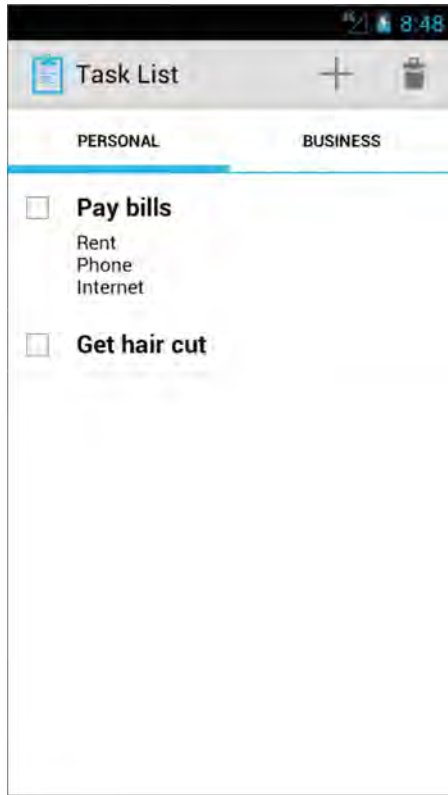 8:48
Task List
PERSONAL BUSINESS
Pay bills
Rent
Phone
Internet
Get hair cut